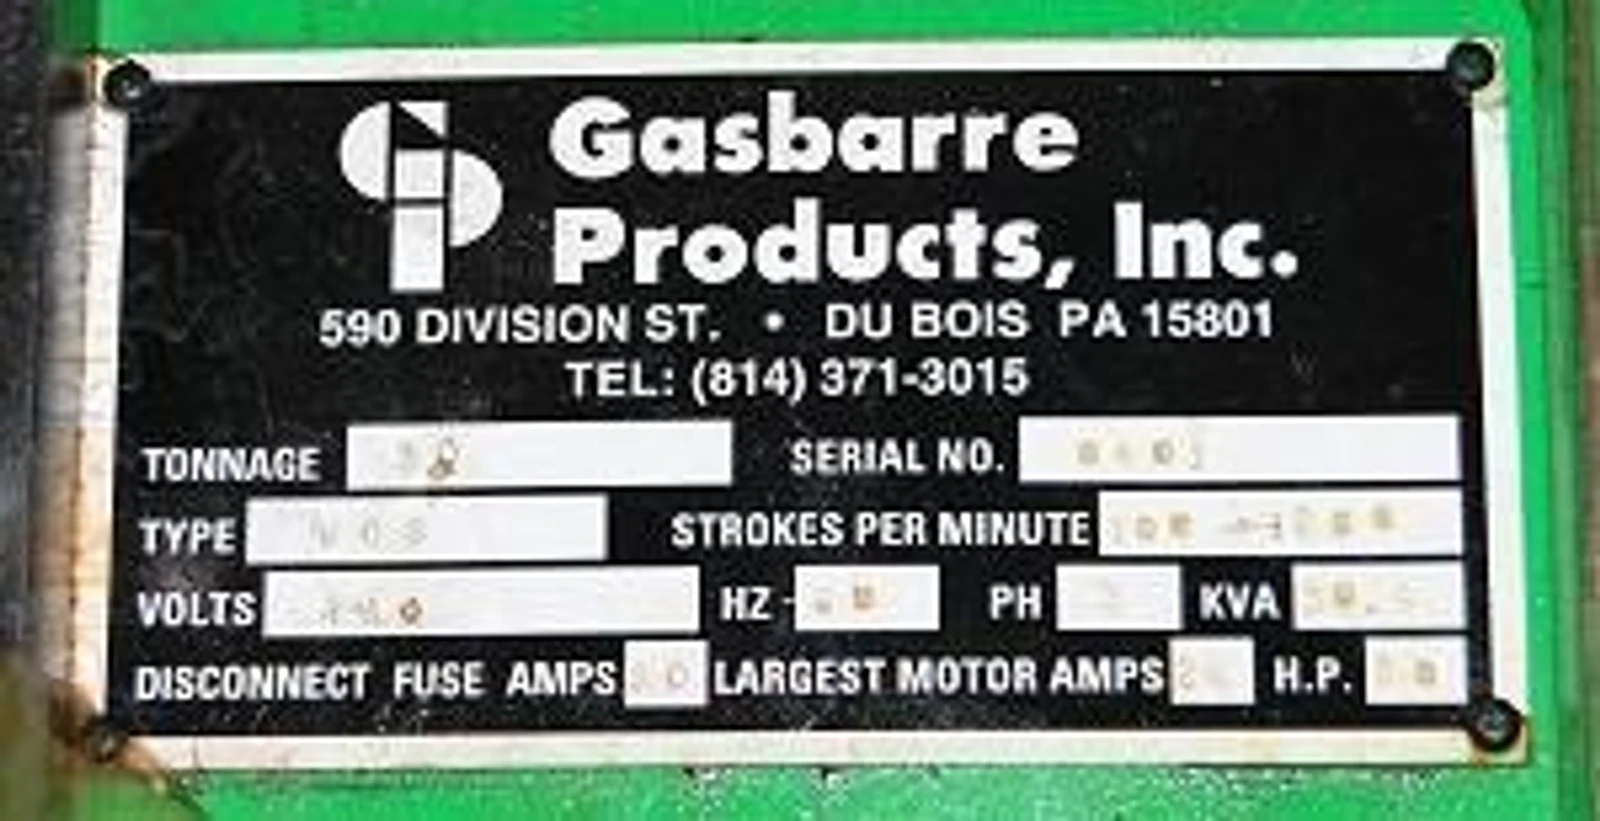 Gasbarre
Products, Inc.
590 DIVISION ST. • DU BOIS PA 15801
TEL: (814) 371-3015
TONNAGE SERIAL NO.
TYPE STROKES PER MINUTE
VOLTS HZ PH KVA
DISCONNECT FUSE AMPS LARGEST MOTOR AMPS H.P.